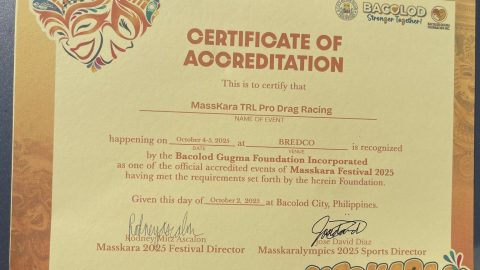 BACOLOD
Stronger Together!
CERTIFICATE OF
ACCREDITATION
This is to certify that
MassKara TRL Pro Drag Racing
NAME OF EVENT
happening on October 4-5, 2025 at BREDCO is recognized
DATE VENUE
by the Bacolod Gugma Foundation Incorporated
as one of the official accredited events of Masskara Festival 2025
having met the requirements set forth by the herein Foundation.
Given this day of October 2, 2025 at Bacolod City, Philippines.
Rodney Mirz Ascalon
Jose David Diaz
Masskara 2025 Festival Director
Masskaralympics 2025 Sports Director